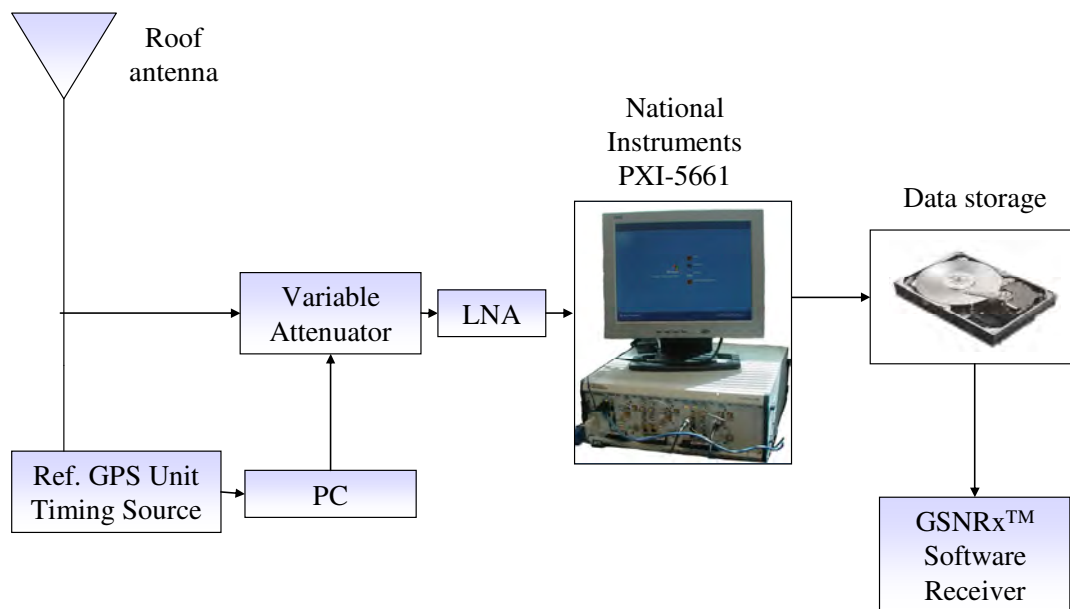 Roof
antenna
National
Instruments
PXI-5661
Data storage
Variable
Attenuator
LNA
Ref. GPS Unit
Timing Source
PC
GSNRx™
Software
Receiver